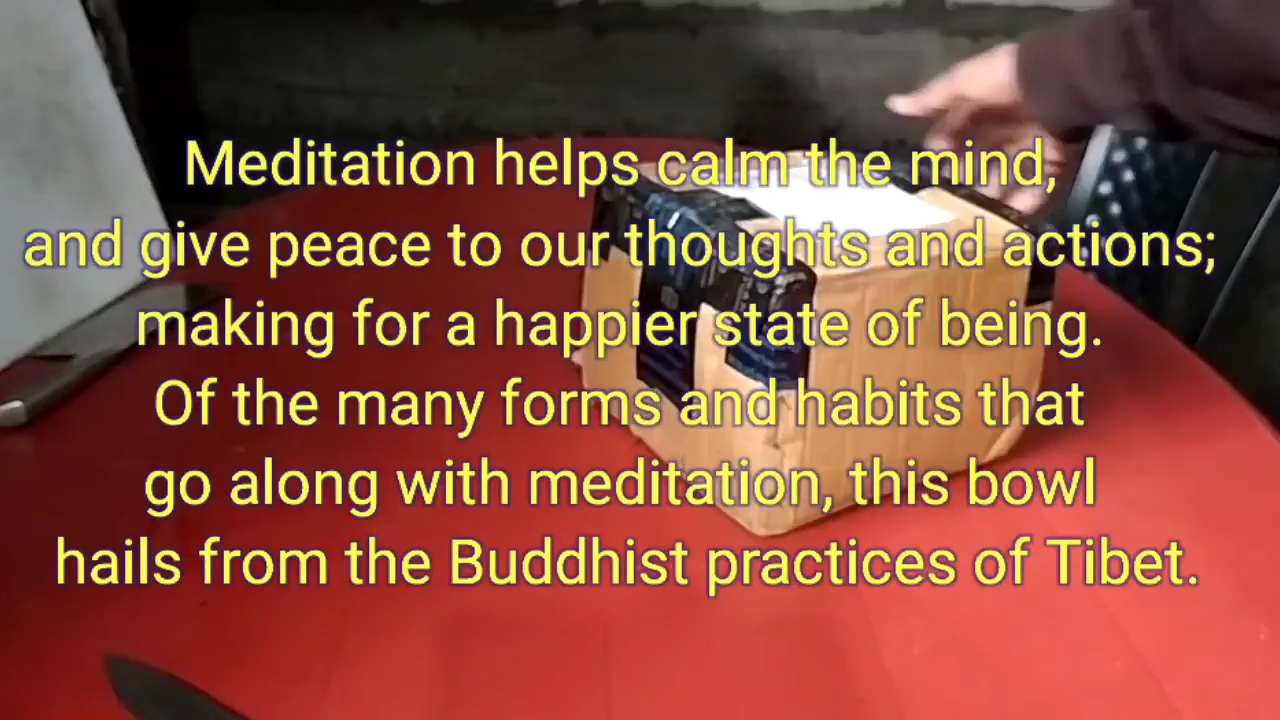 Meditation helps calm the mind,
and give peace to our thoughts and actions;
making for a happier state of being.
Of the many forms and habits that
go along with meditation, this bowl
hails from the Buddhist practices of Tibet.